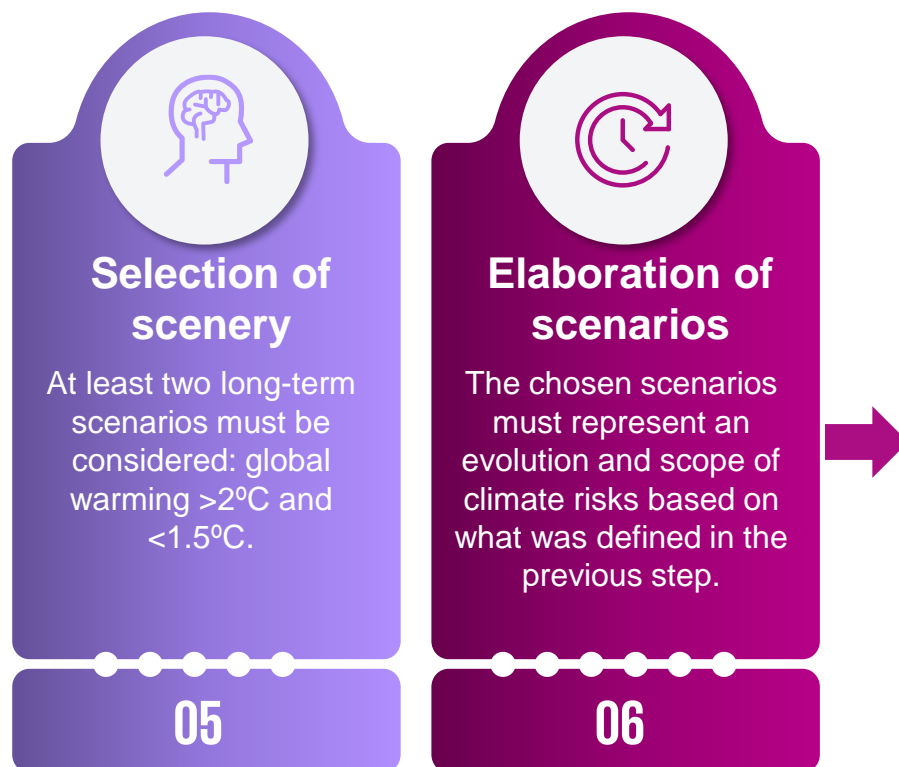 Selection of
scenery
At least two long-term
scenarios must be
considered: global
warming >2ºC and
<1.5ºC.
05
Elaboration of
scenarios
The chosen scenarios
must represent an
evolution and scope of
climate risks based on
what was defined in the
previous step.
06